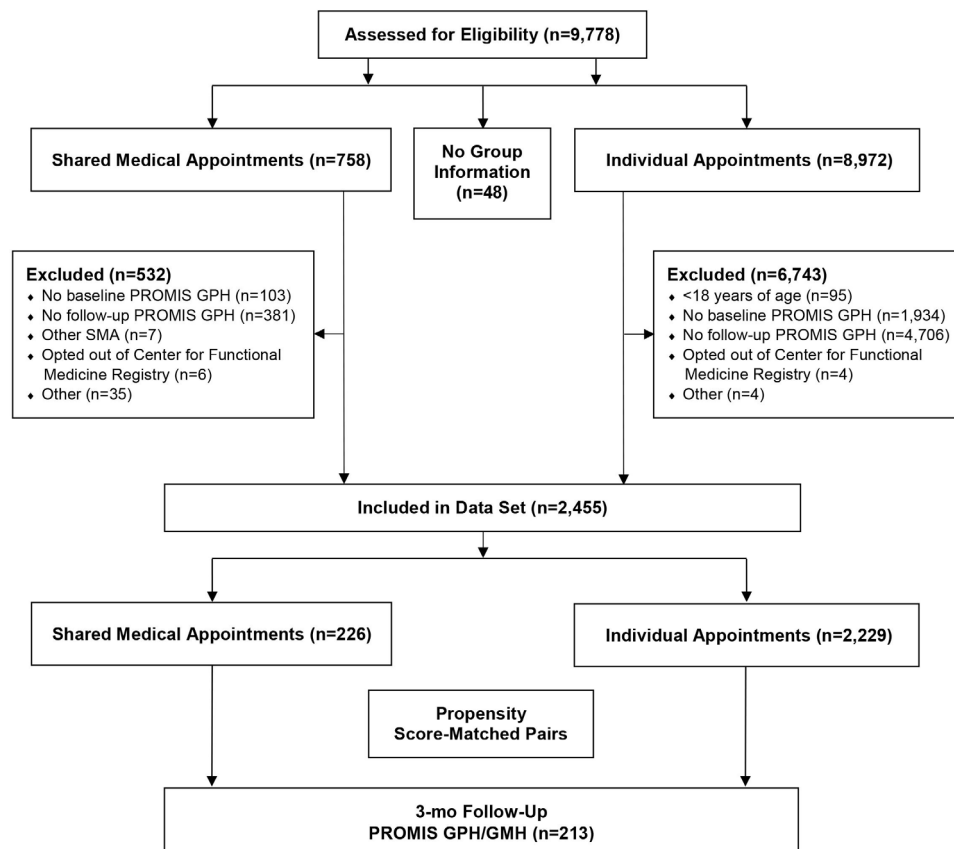 Assessed for Eligibility (n=9,778)
Shared Medical Appointments (n=758)
No Group
Information
(n=48)
Individual Appointments (n=8,972)
Excluded (n=532)
♦ No baseline PROMIS GPH (n=103)
♦ No follow-up PROMIS GPH (n=381)
♦ Other SMA (n=7)
♦ Opted out of Center for Functional
Medicine Registry (n=6)
♦ Other (n=35)
Excluded (n=6,743)
♦ <18 years of age (n=95)
♦ No baseline PROMIS GPH (n=1,934)
♦ No follow-up PROMIS GPH (n=4,706)
♦ Opted out of Center for Functional
Medicine Registry (n=4)
♦ Other (n=4)
Included in Data Set (n=2,455)
Shared Medical Appointments (n=226)
Individual Appointments (n=2,229)
Propensity
Score-Matched Pairs
3-mo Follow-Up
PROMIS GPH/GMH (n=213)